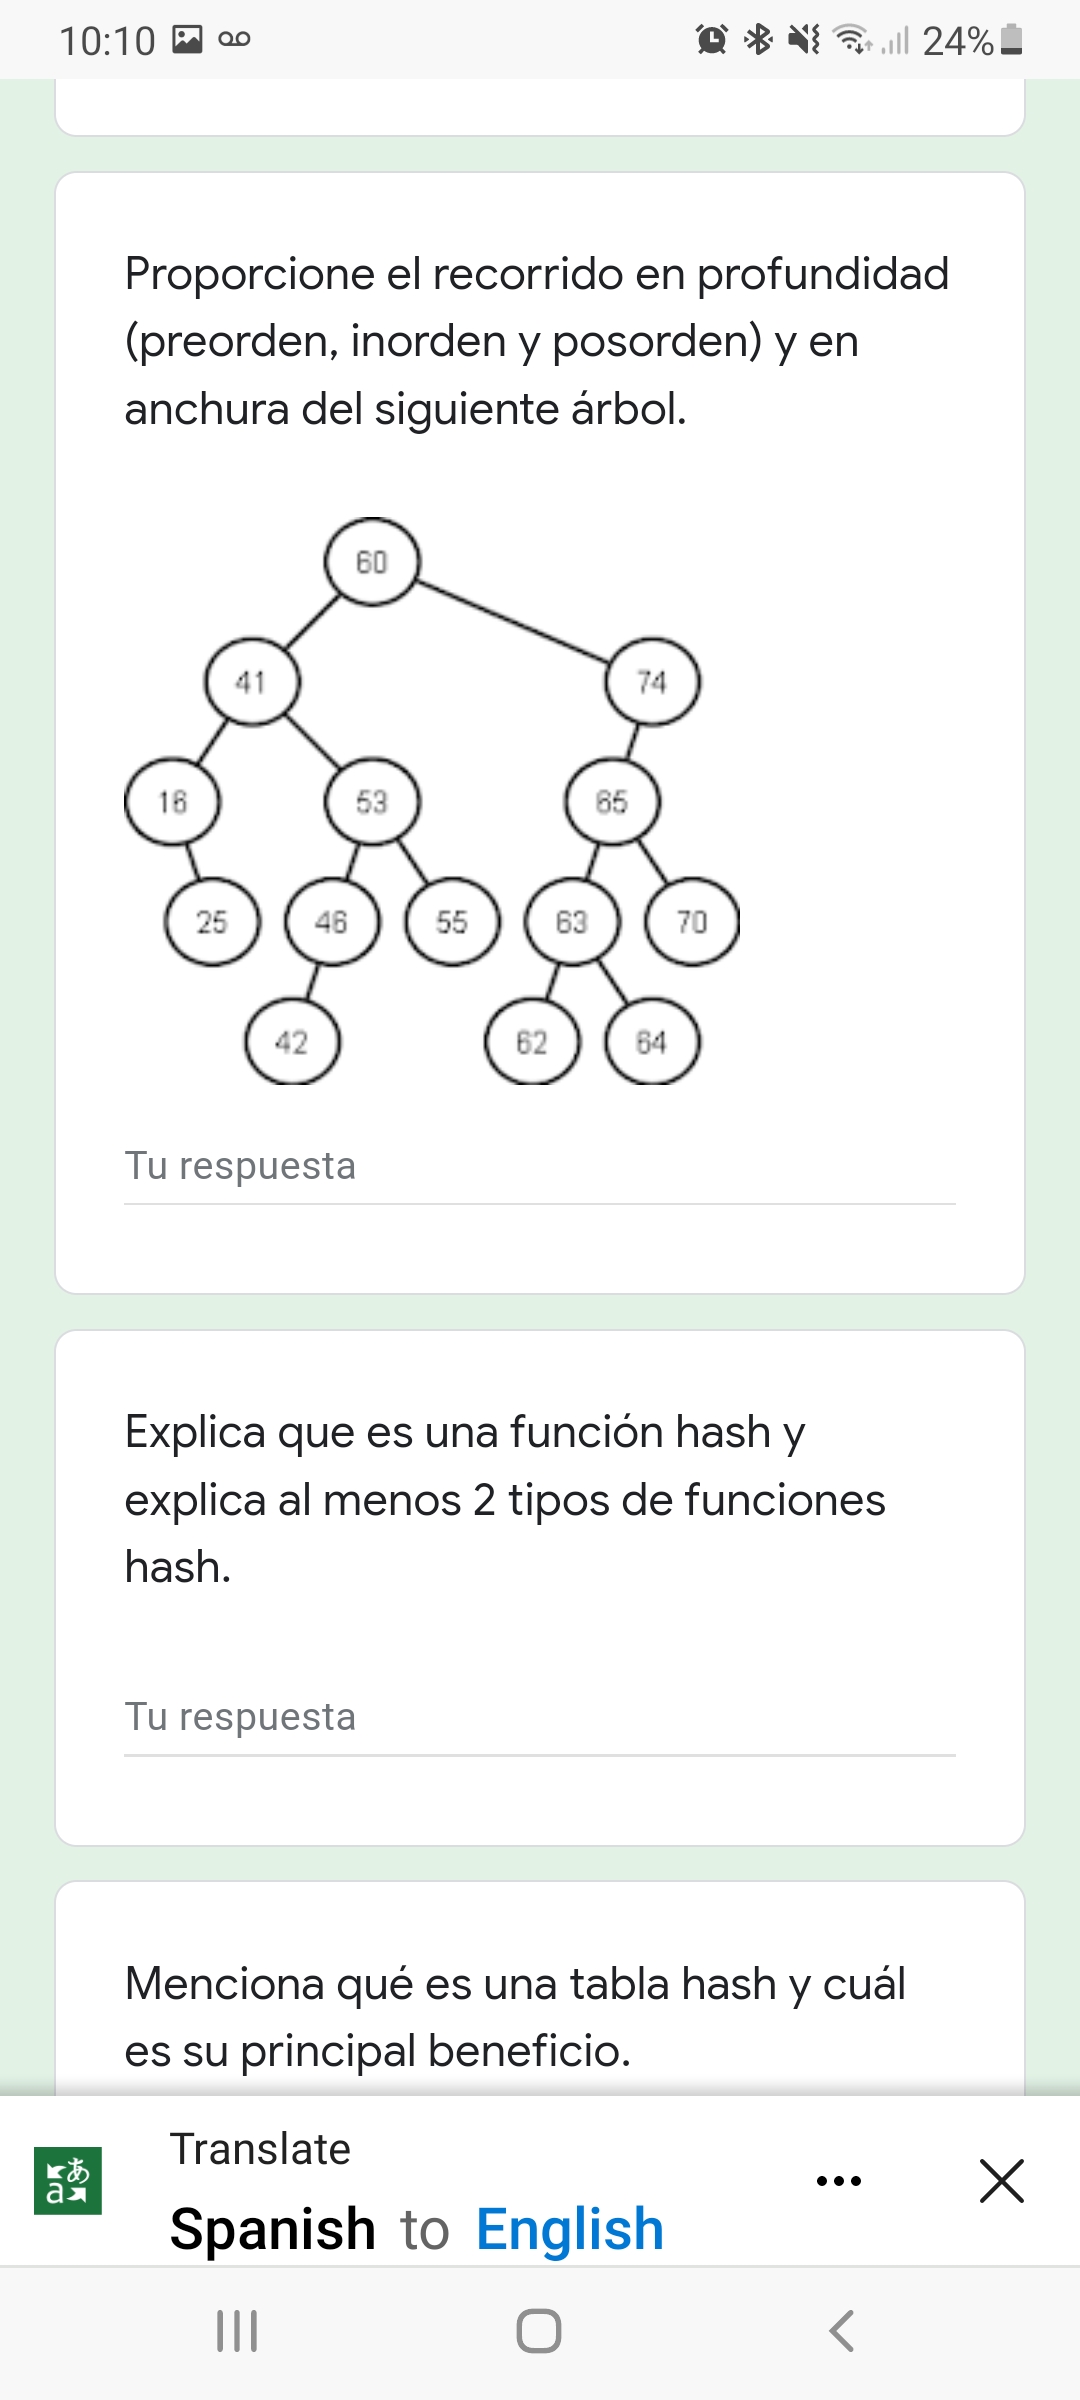 10:10 24%
Proporcione el recorrido en profundidad
(preorden, inorden y posorden) y en
anchura del siguiente árbol.
60
41 74
16 53 65
25 46 55 63 70
42 62 64
Tu respuesta
Explica que es una función hash y
explica al menos 2 tipos de funciones
hash.
Tu respuesta
Menciona qué es una tabla hash y cuál
es su principal beneficio.
Translate
Spanish to English